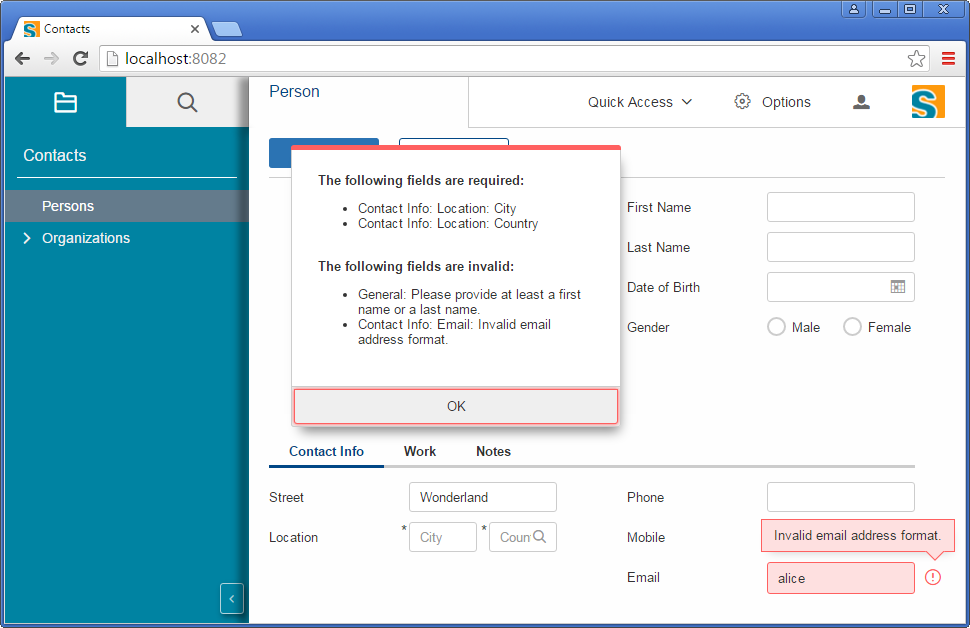 Contacts
localhost:8082
Person
Quick Access
Options
Contacts
Persons
Organizations
The following fields are required:
• Contact Info: Location: City
• Contact Info: Location: Country
The following fields are invalid:
• General: Please provide at least a first
name or a last name.
• Contact Info: Email: Invalid email
address format.
OK
First Name
Last Name
Date of Birth
Gender
Male
Female
Contact Info
Work
Notes
Street
Wonderland
Phone
Location
* City
* Coun
Mobile
Invalid email address format.
Email
alice